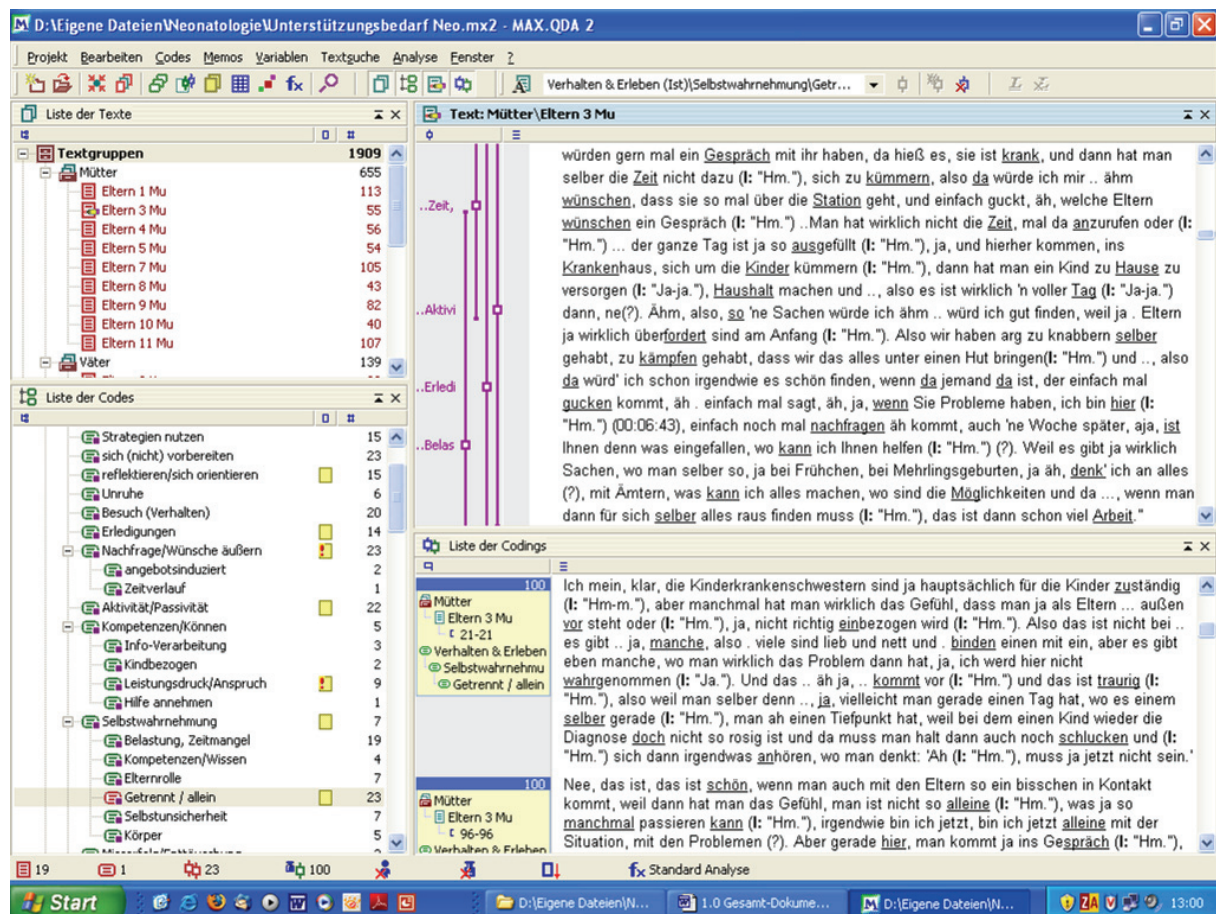 D:\Eigene Dateien\Neonatologie\Unterstützungsbedarf Neo.mx2 - MAX.QDA 2
Projekt Bearbeiten Codes Memos Variablen Textsuche Analyse Fenster ?
Verhalten & Erleben (Ist)\Selbstwahrnehmung\Getr...
Liste der Texte
Textgruppen 1909
Mütter 655
Eltern 1 Mu 113
Eltern 3 Mu 55
Eltern 4 Mu 56
Eltern 5 Mu 54
Eltern 7 Mu 105
Eltern 8 Mu 43
Eltern 9 Mu 82
Eltern 10 Mu 40
Eltern 11 Mu 107
Väter 139
Liste der Codes
Strategien nutzen 15
sich (nicht) vorbereiten 23
reflektieren/sich orientieren 15
Unruhe 6
Besuch (Verhalten) 20
Erledigungen 14
Nachfrage/Wünsche äußern 23
angebotsinduziert 2
Zeitverlauf 1
Aktivität/Passivität 22
Kompetenzen/Können 5
Info-Verarbeitung 3
Kindbezogen 2
Leistungsdruck/Anspruch 9
Hilfe annehmen 1
Selbstwahrnehmung 7
Belastung, Zeitmangel 19
Kompetenzen/Wissen 4
Elternrolle 7
Getrennt / allein 23
Selbstunsicherheit 7
Körper 5
Text: Mütter\Eltern 3 Mu
..Zeit,
..Aktivi
..Erledi
..Belas
würden gern mal ein Gespräch mit ihr haben, da hieß es, sie ist krank, und dann hat man
selber die Zeit nicht dazu (I: "Hm."), sich zu kümmern, also da würde ich mir .. ähm
wünschen, dass sie so mal über die Station geht, und einfach guckt, äh, welche Eltern
wünschen ein Gespräch (I: "Hm.") ..Man hat wirklich nicht die Zeit, mal da anzurufen oder (I:
"Hm.") ... der ganze Tag ist ja so ausgefüllt (I: "Hm."), ja, und hierher kommen, ins
Krankenhaus, sich um die Kinder kümmern (I: "Hm."), dann hat man ein Kind zu Hause zu
versorgen (I: "Ja-ja."), Haushalt machen und .., also es ist wirklich 'n voller Tag (I: "Ja-ja.")
dann, ne(?). Ähm, also, so 'ne Sachen würde ich ähm .. würd ich gut finden, weil ja . Eltern
ja wirklich überfordert sind am Anfang (I: "Hm."). Also wir haben arg zu knabbern selber
gehabt, zu kämpfen gehabt, dass wir das alles unter einen Hut bringen(I: "Hm.") und .., also
da würd' ich schon irgendwie es schön finden, wenn da jemand da ist, der einfach mal
gucken kommt, äh . einfach mal sagt, äh, ja, wenn Sie Probleme haben, ich bin hier (I:
"Hm.") (00:06:43), einfach noch mal nachfragen äh kommt, auch 'ne Woche später, aja, ist
Ihnen denn was eingefallen, wo kann ich Ihnen helfen (I: "Hm.") (?). Weil es gibt ja wirklich
Sachen, wo man selber so, ja bei Frühchen, bei Mehrlingsgeburten, ja äh, denk' ich an alles
(?), mit Ämtern, was kann ich alles machen, wo sind die Möglichkeiten und da ..., wenn man
dann für sich selber alles raus finden muss (I: "Hm."), das ist dann schon viel Arbeit."
Liste der Codings
100
Mütter
Eltern 3 Mu
21-21
Verhalten & Erleben
Selbstwahrnehmu
Getrennt / allein
Ich mein, klar, die Kinderkrankenschwestern sind ja hauptsächlich für die Kinder zuständig
(I: "Hm-m."), aber manchmal hat man wirklich das Gefühl, dass man ja als Eltern ... außen
vor steht oder (I: "Hm."), ja, nicht richtig einbezogen wird (I: "Hm."). Also das ist nicht bei ..
es gibt .. ja, manche, also . viele sind lieb und nett und . binden einen mit ein, aber es gibt
eben manche, wo man wirklich das Problem dann hat, ja, ich werd hier nicht
wahrgenommen (I: "Ja."). Und das .. äh ja, .. kommt vor (I: "Hm.") und das ist traurig (I:
"Hm."), also weil man selber denn .., ja, vielleicht man gerade einen Tag hat, wo es einem
selber gerade (I: "Hm."), man ah einen Tiefpunkt hat, weil bei dem einen Kind wieder die
Diagnose doch nicht so rosig ist und da muss man halt dann auch noch schlucken und (I:
"Hm.") sich dann irgendwas anhören, wo man denkt: 'Ah (I: "Hm."), muss ja jetzt nicht sein.'
100
Mütter
Eltern 3 Mu
96-96
Verhalten & Erleben
Nee, das ist, das ist schön, wenn man auch mit den Eltern so ein bisschen in Kontakt
kommt, weil dann hat man das Gefühl, man ist nicht so alleine (I: "Hm."), was ja so
manchmal passieren kann (I: "Hm."), irgendwie bin ich jetzt, bin ich jetzt alleine mit der
Situation, mit den Problemen (?). Aber gerade hier, man kommt ja ins Gespräch (I: "Hm."),
19 1 23 100 fx Standard Analyse
Start D:\Eigene Dateien\N... 1.0 Gesamt-Dokume... D:\Eigene Dateien\N... 13:00